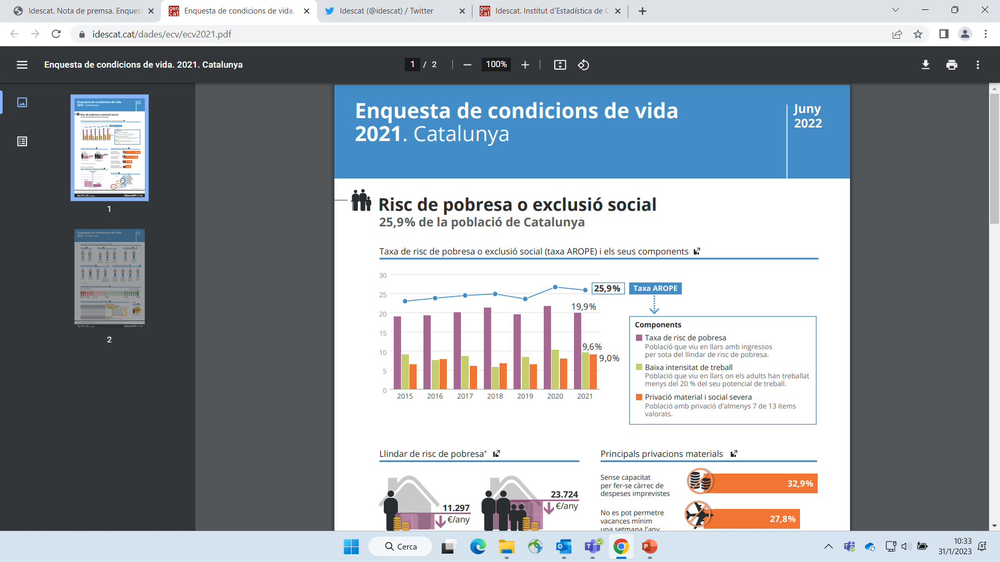 Idescat. Nota de premsa. Enquest
Enquesta de condicions de vida.
Idescat (@idescat) / Twitter
Idescat. Institut d'Estadística de C
idescat.cat/dades/ecv/ecv2021.pdf
Enquesta de condicions de vida. 2021. Catalunya
1 / 2
100%
Enquesta de condicions de vida
2021. Catalunya
Juny
2022
1
2
Risc de pobresa o exclusió social
25,9% de la població de Catalunya
Taxa de risc de pobresa o exclusió social (taxa AROPE) i els seus components
30
25
20
15
10
5
0
2015 2016 2017 2018 2019 2020 2021
25,9%
19,9%
9,6%
9,0%
Taxa AROPE
Components
Taxa de risc de pobresa
Població que viu en llars amb ingressos
per sota del llindar de risc de pobresa.
Baixa intensitat de treball
Població que viu en llars on els adults han treballat
menys del 20 % del seu potencial de treball.
Privació material i social severa
Població amb privació d'almenys 7 de 13 ítems
valorats.
Llindar de risc de pobresa*
11.297
€/any
23.724
€/any
Principals privacions materials
Sense capacitat
per fer-se càrrec de
despeses imprevistes
32,9%
No es pot permetre
vacances mínim
una setmana l'any
27,8%
Cerca
10:33
31/1/2023